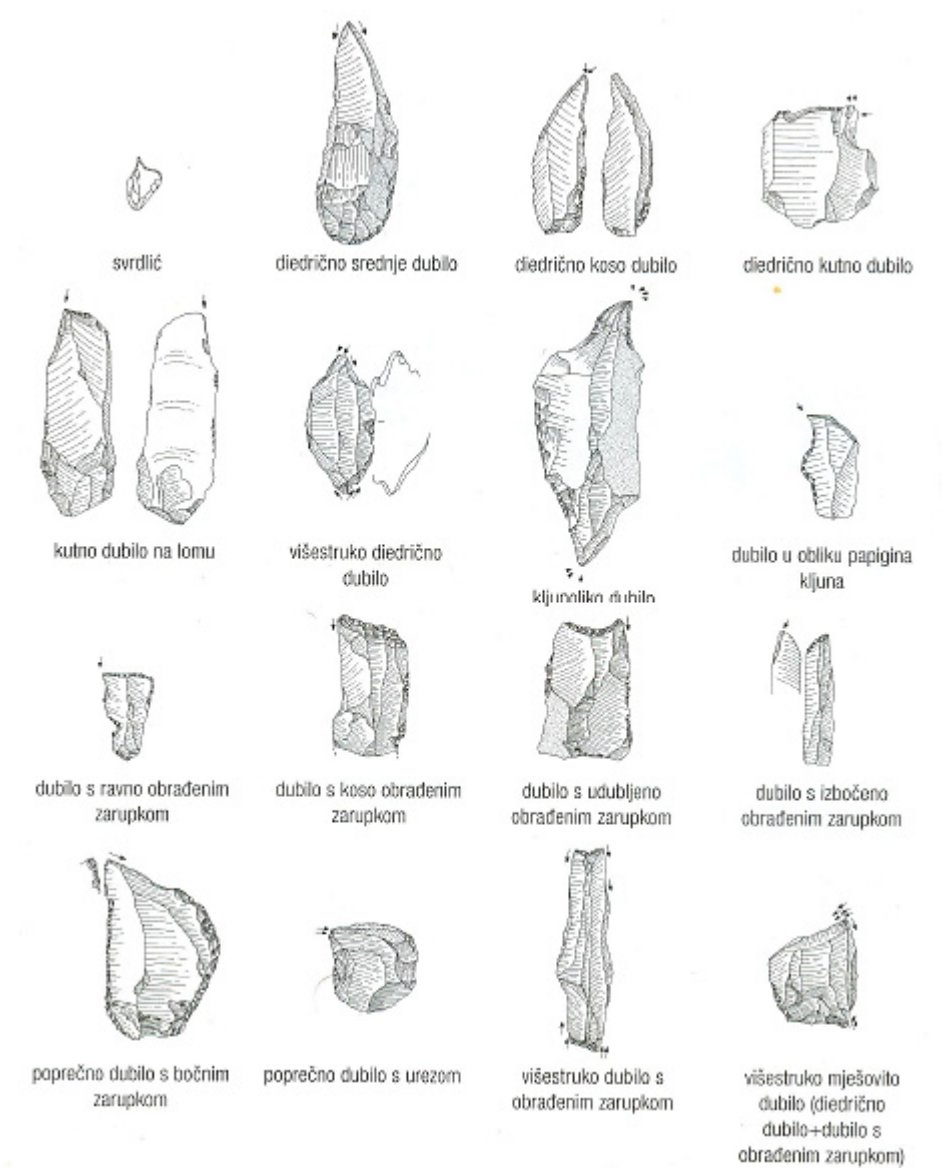 svrdlić
diedrično srednje dubilo
diedrično koso dubilo
diedrično kutno dubilo
kutno dubilo na lomu
višestruko diedrično
dubilo
kljunoliko dubilo
dubilo u obliku papigina
kljuna
dubilo s ravno obrađenim
zarupkom
dubilo s koso obrađenim
zarupkom
dubilo s udubljeno
obrađenim zarupkom
dubilo s izbočeno
obrađenim zarupkom
poprečno dubilo s bočnim
zarupkom
poprečno dubilo s urezom
višestruko dubilo s
obrađenim zarupkom
višestruko mješovito
dubilo (diedrično
dubilo+dubilo s
obrađenim zarupkom)